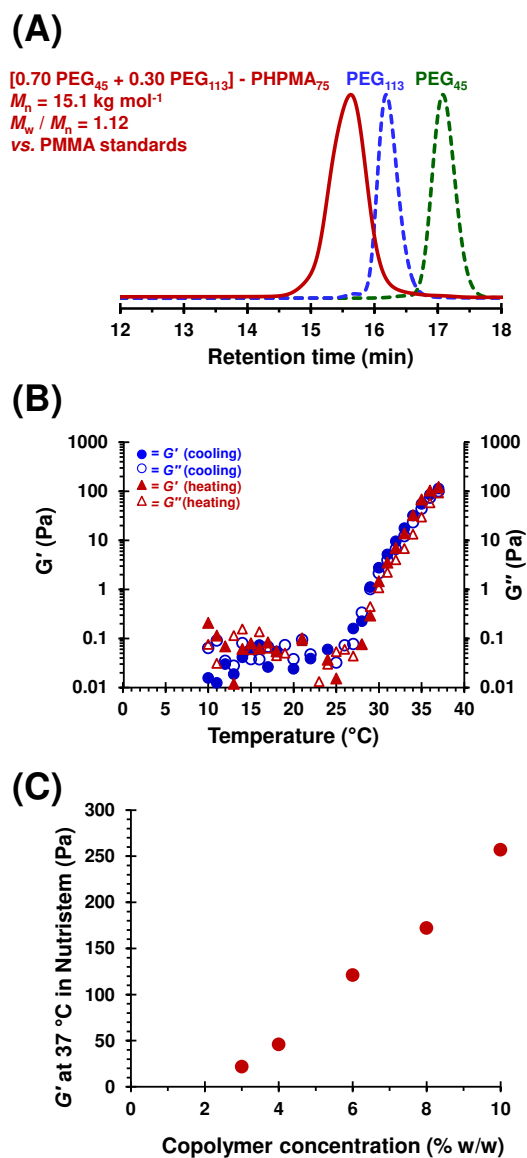 (A)
[0.70 PEG45 + 0.30 PEG113] - PHPMA75 PEG113 PEG45
Mn = 15.1 kg mol-1
Mw / Mn = 1.12
vs. PMMA standards
12 13 14 15 16 17 18
Retention time (min)
(B)
1000 1000
= G′ (cooling)
= G″ (cooling)
100 100
= G′ (heating)
= G″ (heating)
10 10
G′ (Pa) G″ (Pa)
1 1
0.1 0.1
0.01 0.01
0 5 10 15 20 25 30 35 40
Temperature (°C)
(C)
300
250
200
150
100
50
0
G′ at 37 °C in Nutristem (Pa)
0 2 4 6 8 10
Copolymer concentration (% w/w)